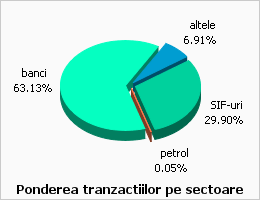 altele
6.91%
banci
63.13%
SIF-uri
29.90%
petrol
0.05%
Ponderea tranzactiilor pe sectoare